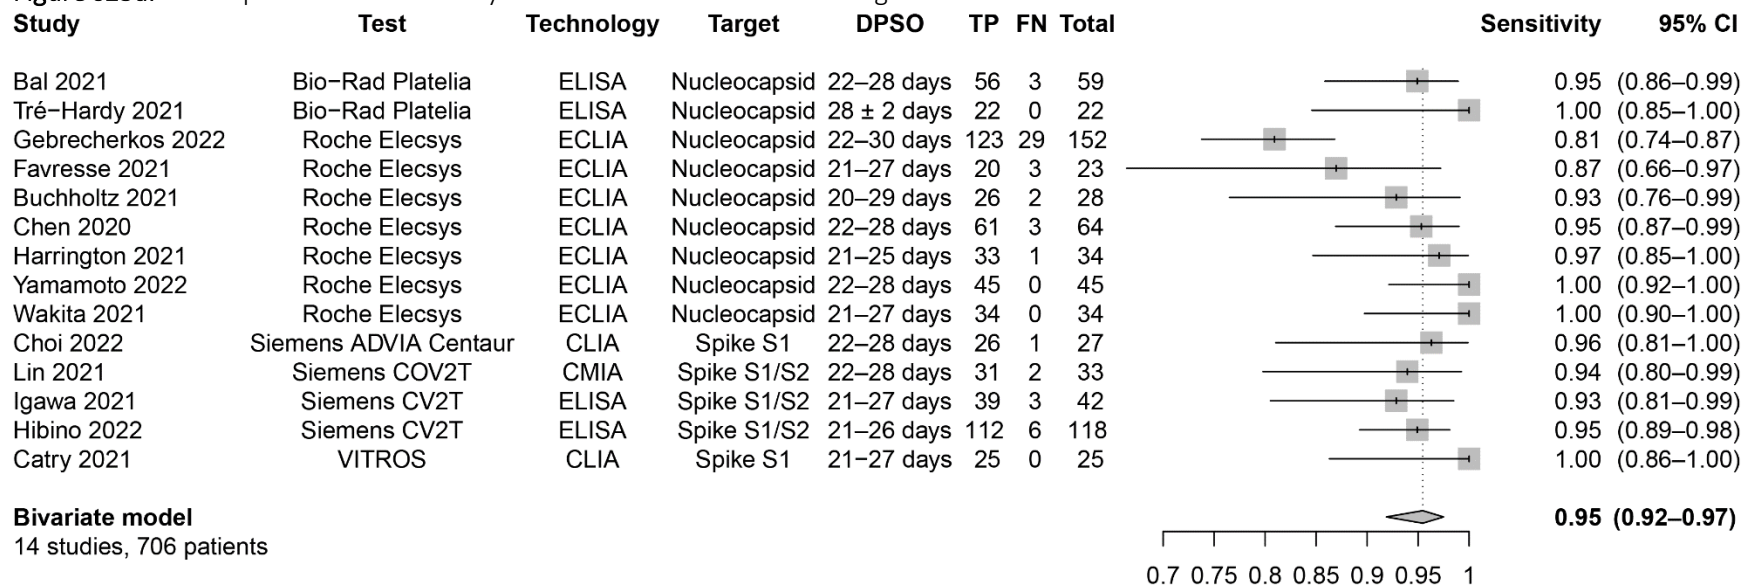 Study Test Technology Target DPSO TP FN Total Sensitivity 95% CI
Bal 2021 Bio−Rad Platelia ELISA Nucleocapsid 22–28 days 56 3 59 0.95 (0.86–0.99)
Tré−Hardy 2021 Bio−Rad Platelia ELISA Nucleocapsid 28 ± 2 days 22 0 22 1.00 (0.85–1.00)
Gebrecherkos 2022 Roche Elecsys ECLIA Nucleocapsid 22–30 days 123 29 152 0.81 (0.74–0.87)
Favresse 2021 Roche Elecsys ECLIA Nucleocapsid 21–27 days 20 3 23 0.87 (0.66–0.97)
Buchholtz 2021 Roche Elecsys ECLIA Nucleocapsid 20–29 days 26 2 28 0.93 (0.76–0.99)
Chen 2020 Roche Elecsys ECLIA Nucleocapsid 22–28 days 61 3 64 0.95 (0.87–0.99)
Harrington 2021 Roche Elecsys ECLIA Nucleocapsid 21–25 days 33 1 34 0.97 (0.85–1.00)
Yamamoto 2022 Roche Elecsys ECLIA Nucleocapsid 22–28 days 45 0 45 1.00 (0.92–1.00)
Wakita 2021 Roche Elecsys ECLIA Nucleocapsid 21–27 days 34 0 34 1.00 (0.90–1.00)
Choi 2022 Siemens ADVIA Centaur CLIA Spike S1 22–28 days 26 1 27 0.96 (0.81–1.00)
Lin 2021 Siemens COV2T CMIA Spike S1/S2 22–28 days 31 2 33 0.94 (0.80–0.99)
Igawa 2021 Siemens CV2T ELISA Spike S1/S2 21–27 days 39 3 42 0.93 (0.81–0.99)
Hibino 2022 Siemens CV2T ELISA Spike S1/S2 21–26 days 112 6 118 0.95 (0.89–0.98)
Catry 2021 VITROS CLIA Spike S1 21−27 days 25 0 25 1.00 (0.86–1.00)
Bivariate model 0.95 (0.92–0.97)
14 studies, 706 patients
0.7 0.75 0.8 0.85 0.9 0.95 1